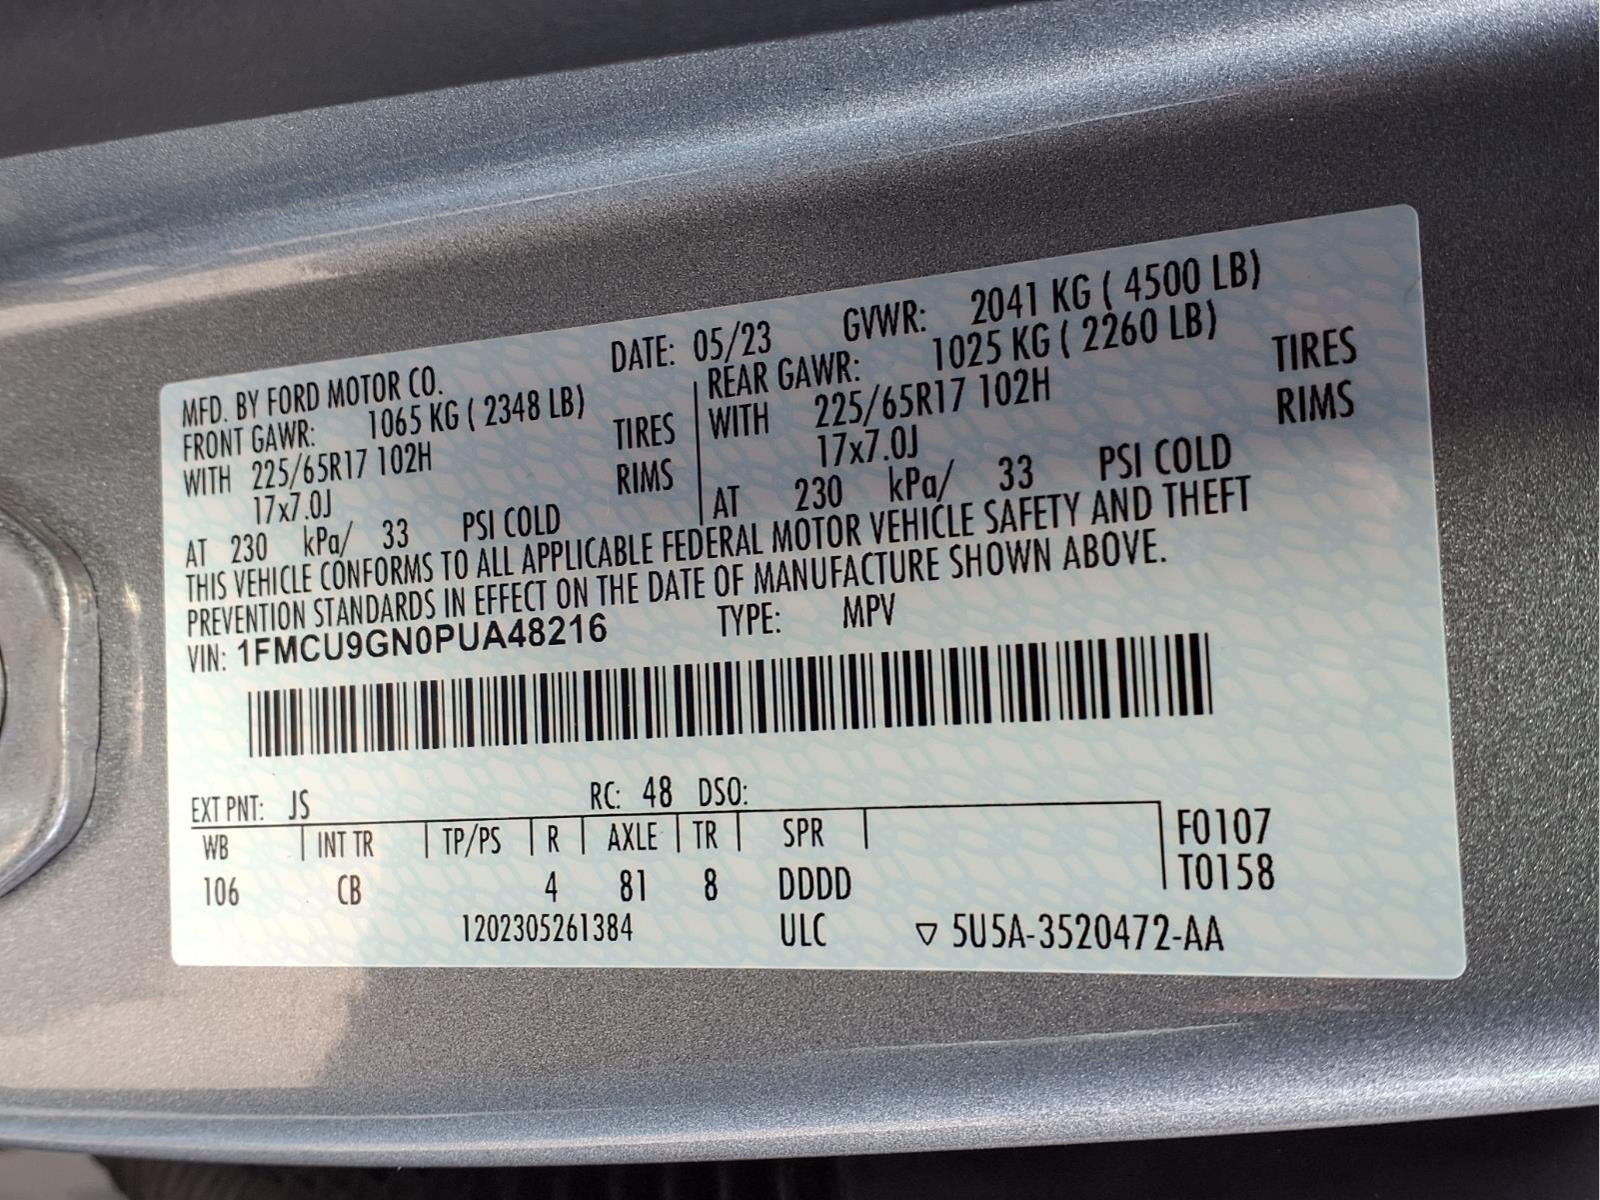 MFD. BY FORD MOTOR CO. DATE: 05/23 GVWR: 2041 KG ( 4500 LB)
FRONT GAWR: 1065 KG ( 2348 LB) REAR GAWR: 1025 KG ( 2260 LB)
WITH 225/65R17 102H TIRES WITH 225/65R17 102H TIRES
17x7.0J RIMS 17x7.0J RIMS
AT 230 kPa/ 33 PSI COLD AT 230 kPa/ 33 PSI COLD
THIS VEHICLE CONFORMS TO ALL APPLICABLE FEDERAL MOTOR VEHICLE SAFETY AND THEFT
PREVENTION STANDARDS IN EFFECT ON THE DATE OF MANUFACTURE SHOWN ABOVE.
VIN: 1FMCU9GN0PUA48216 TYPE: MPV
EXT PNT: JS RC: 48 DSO:
WB INT TR TP/PS R AXLE TR SPR F0107
106 CB 4 81 8 DDDD T0158
1202305261384 ULC ▽ 5U5A-3520472-AA